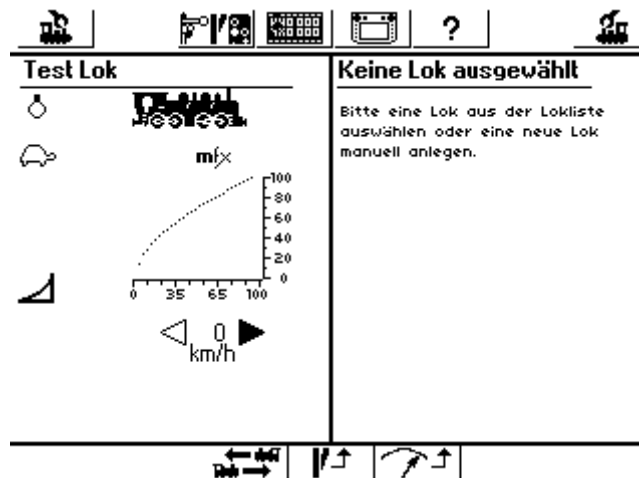 ?
Test Lok
mfx
100
80
60
40
20
0
0 35 65 100
0
km/h
Keine Lok ausgewählt
Bitte eine Lok aus der Lokliste
auswählen oder eine neue Lok
manuell anlegen.